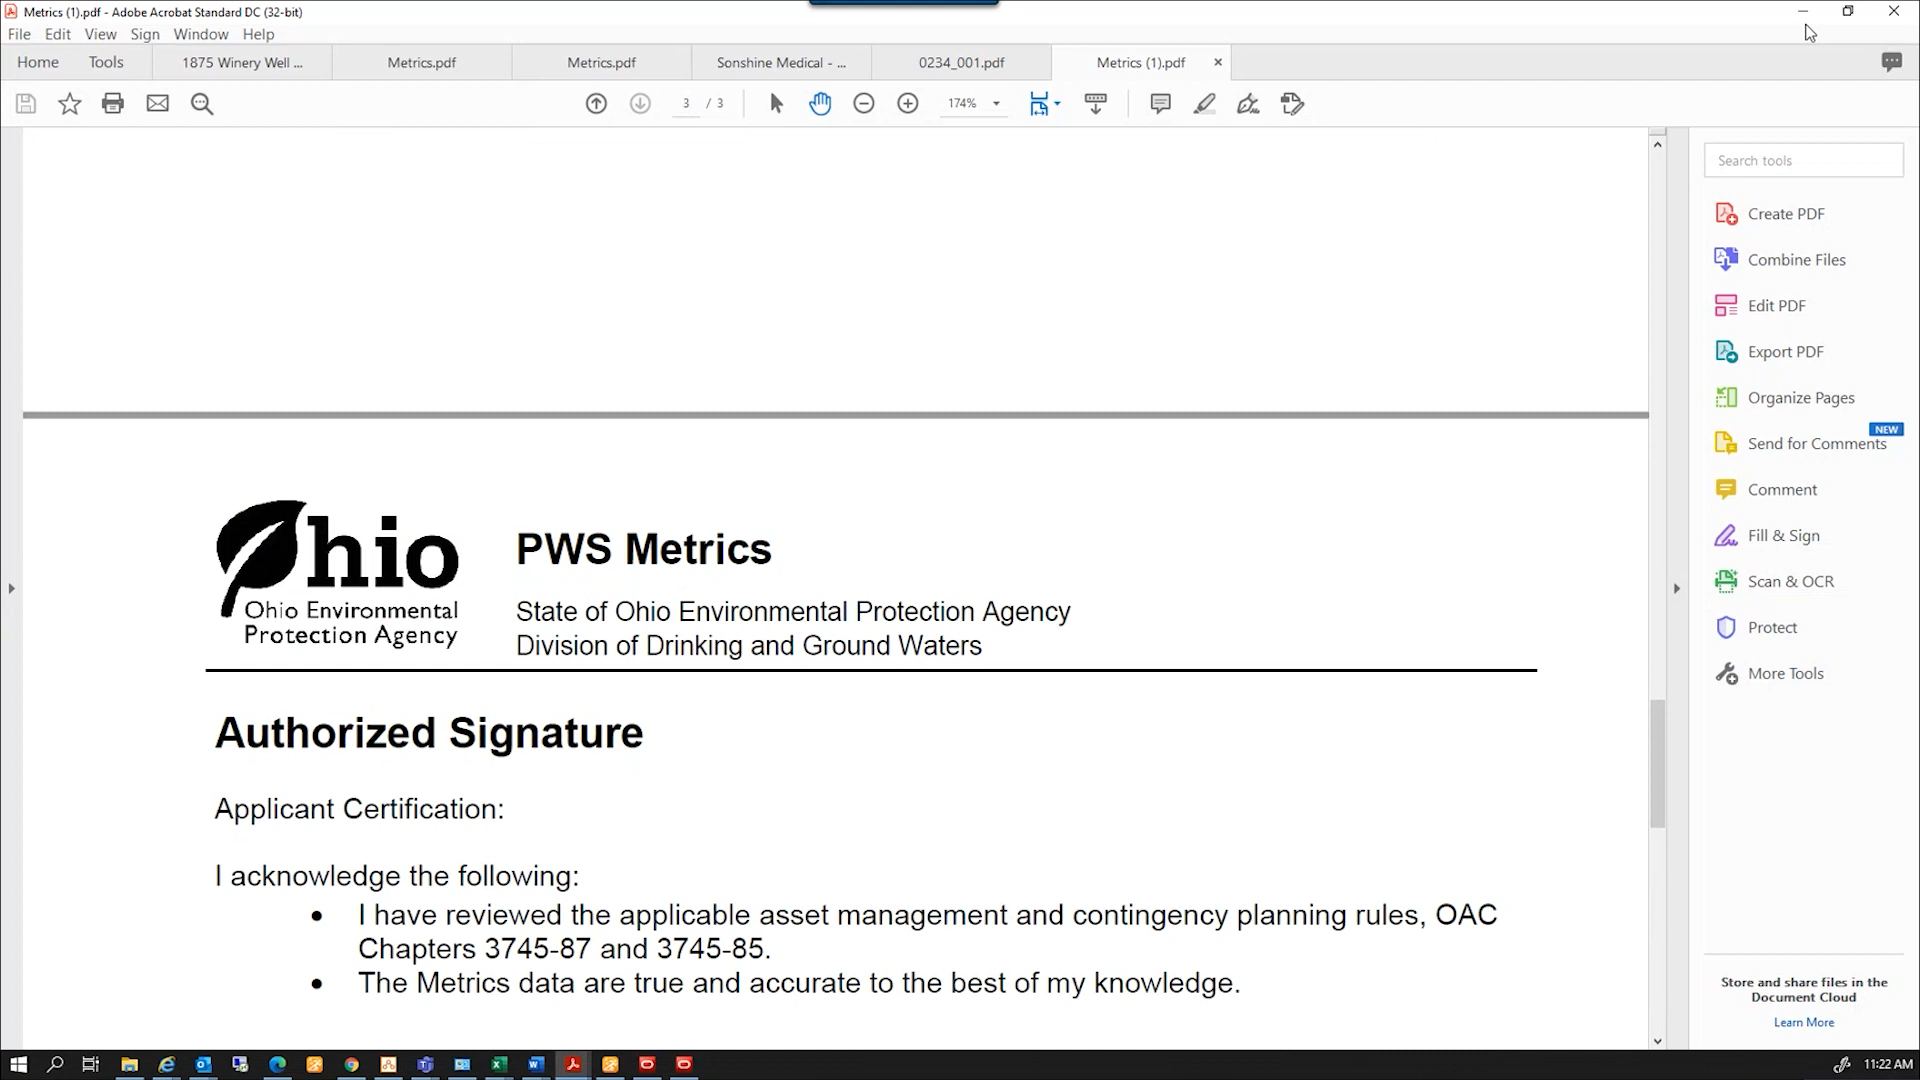 Metrics (1).pdf - Adobe Acrobat Standard DC (32-bit)
File Edit View Sign Window Help
Home Tools 1875 Winery Well ... Metrics.pdf Metrics.pdf Sonshine Medical - ... 0234_001.pdf Metrics (1).pdf
3 / 3 174%
Search tools
Create PDF
Combine Files
Edit PDF
Export PDF
Organize Pages
NEW
Send for Comments
Comment
Fill & Sign
Scan & OCR
Protect
More Tools
Store and share files in the
Document Cloud
Learn More
Ohio
Ohio Environmental
Protection Agency
PWS Metrics
State of Ohio Environmental Protection Agency
Division of Drinking and Ground Waters
Authorized Signature
Applicant Certification:
I acknowledge the following:
• I have reviewed the applicable asset management and contingency planning rules, OAC
Chapters 3745-87 and 3745-85.
• The Metrics data are true and accurate to the best of my knowledge.
11:22 AM